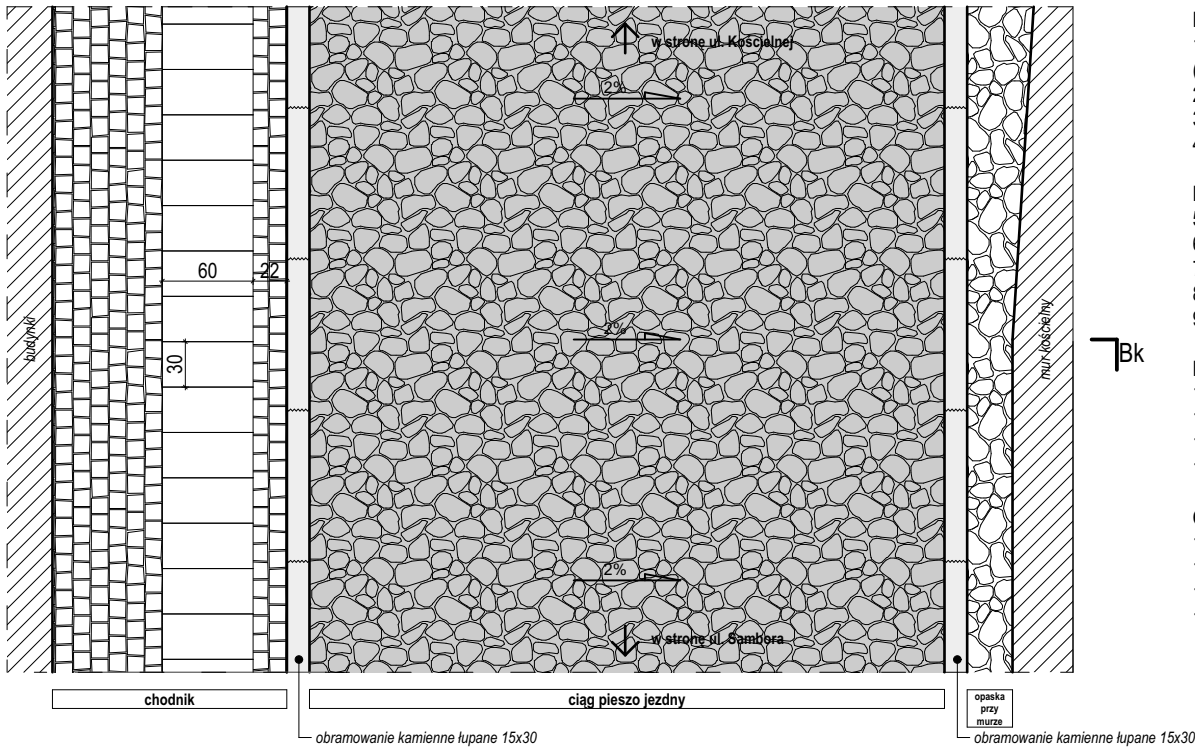 w stronę ul. Kościelnej
2%
60
22
budynki
2%
30
mur kościelny
Bk
2%
w stronę ul. Sambora
chodnik
ciąg pieszo jezdny
opaska
przy
murze
obramowanie kamienne łupane 15x30
obramowanie kamienne łupane 15x30